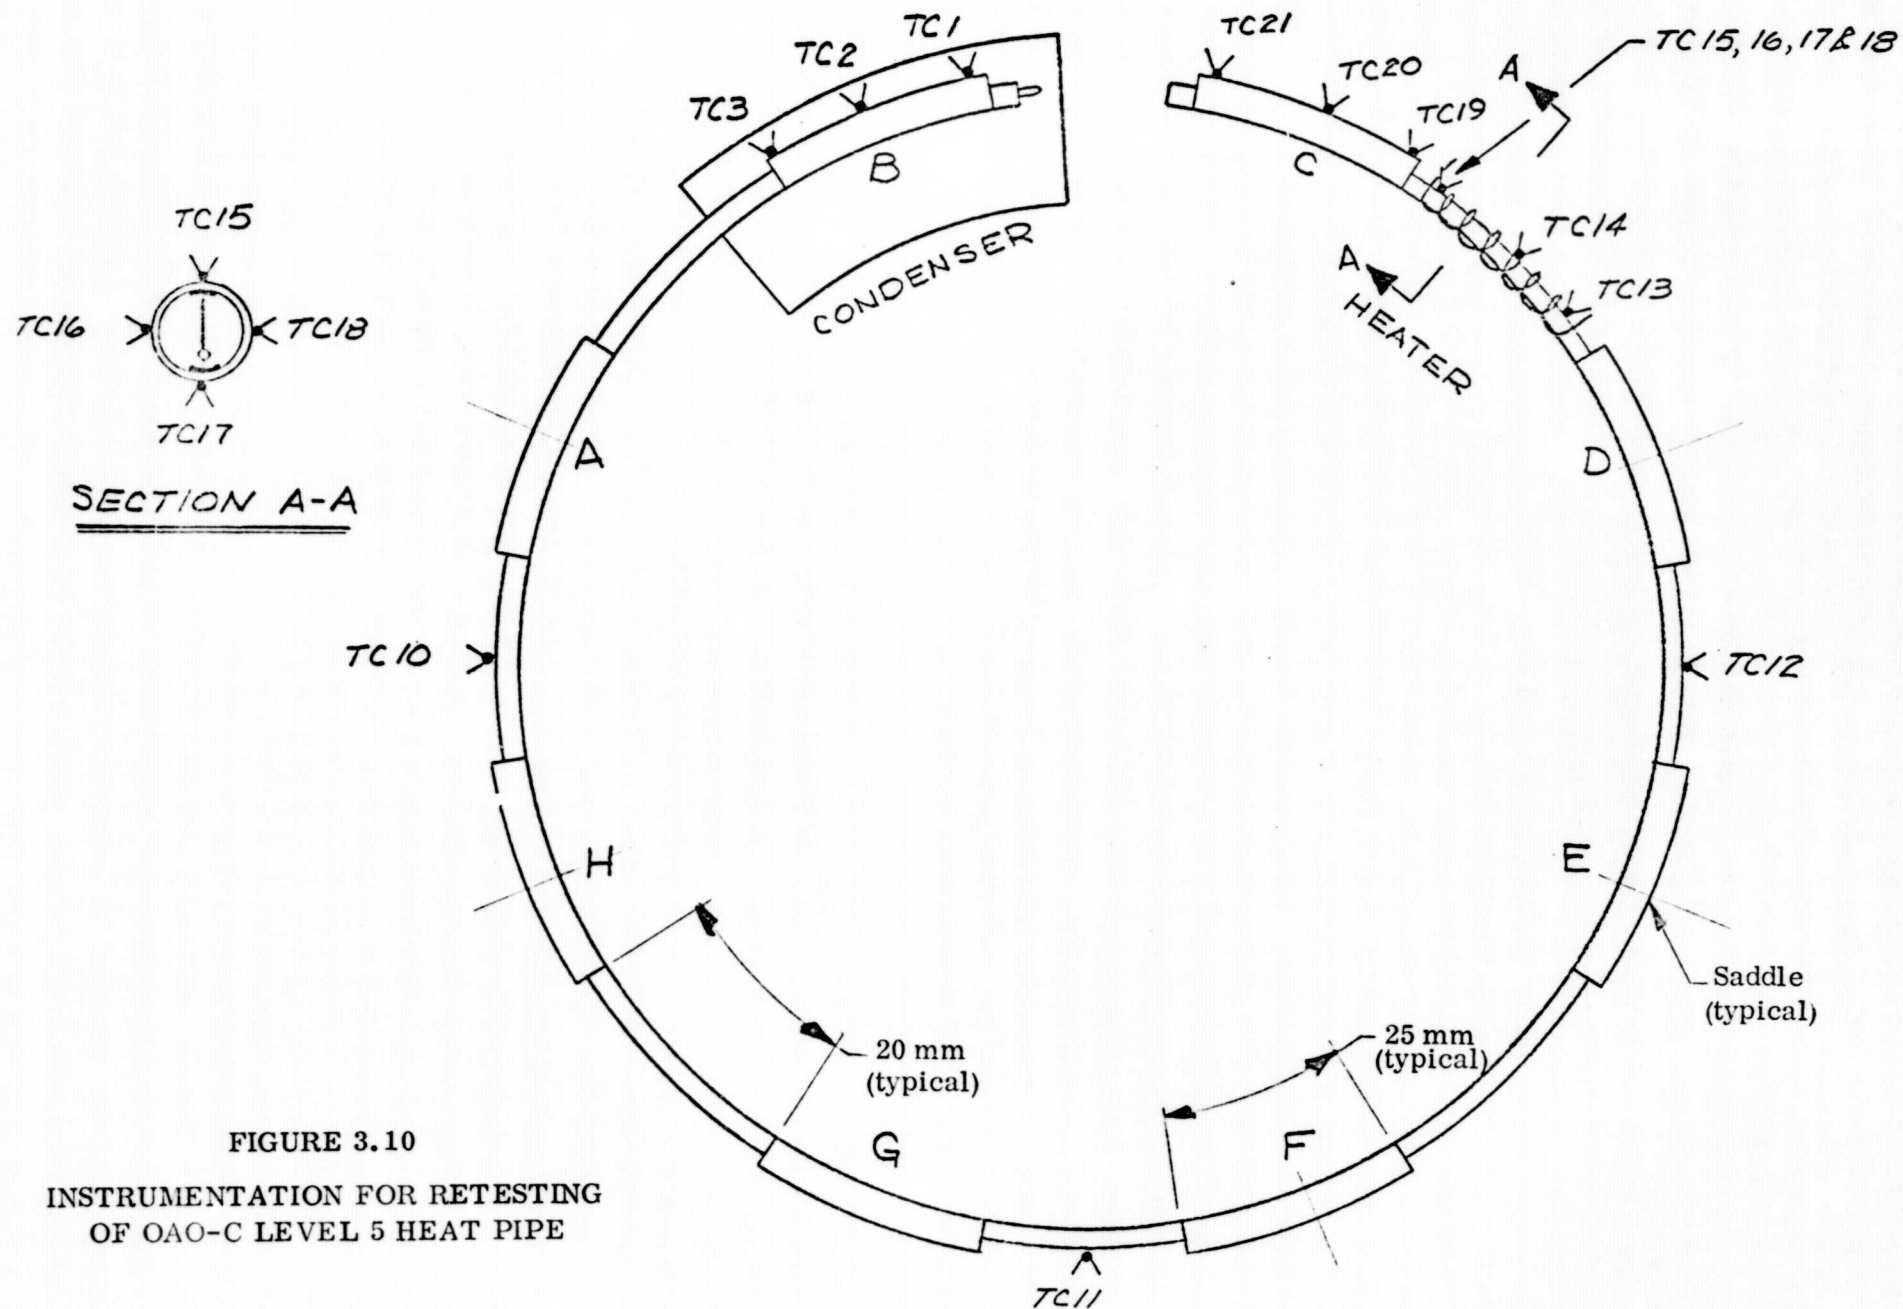 TC1
TC2
TC3
B
CONDENSER
TC21
TC20
TC19
TC15, 16, 17 & 18
A
C
TC14
TC13
A
HEATER
TC15
TC16
TC18
TC17
SECTION A-A
A
D
TC10
TC12
H
E
Saddle
(typical)
20 mm
(typical)
25 mm
(typical)
G
F
TC11
FIGURE 3.10
INSTRUMENTATION FOR RETESTING
OF OAO-C LEVEL 5 HEAT PIPE